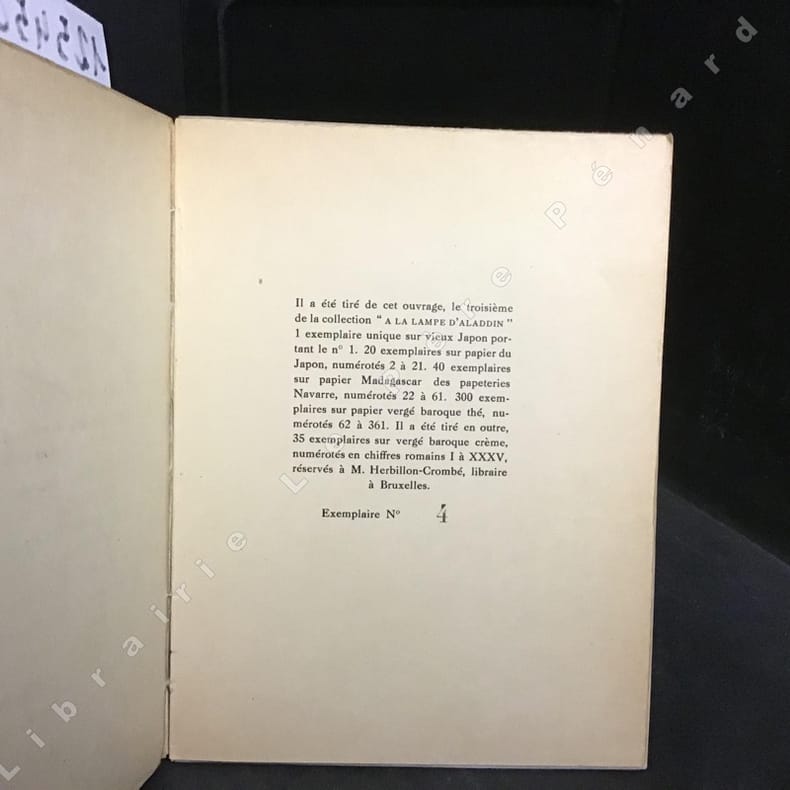 Il a été tiré de cet ouvrage, le troisième
de la collection " A LA LAMPE D'ALADDIN "
1 exemplaire unique sur vieux Japon por-
tant le n° 1. 20 exemplaires sur papier du
Japon, numérotés 2 à 21. 40 exemplaires
sur papier Madagascar des papeteries
Navarre, numérotés 22 à 61. 300 exem-
plaires sur papier vergé baroque thé, nu-
mérotés 62 à 361. Il a été tiré en outre,
35 exemplaires sur vergé baroque crème,
numérotés en chiffres romains I à XXXV,
réservés à M. Herbillon-Crombé, libraire
à Bruxelles.
Exemplaire N° 4
Librairie Le Père Pénard